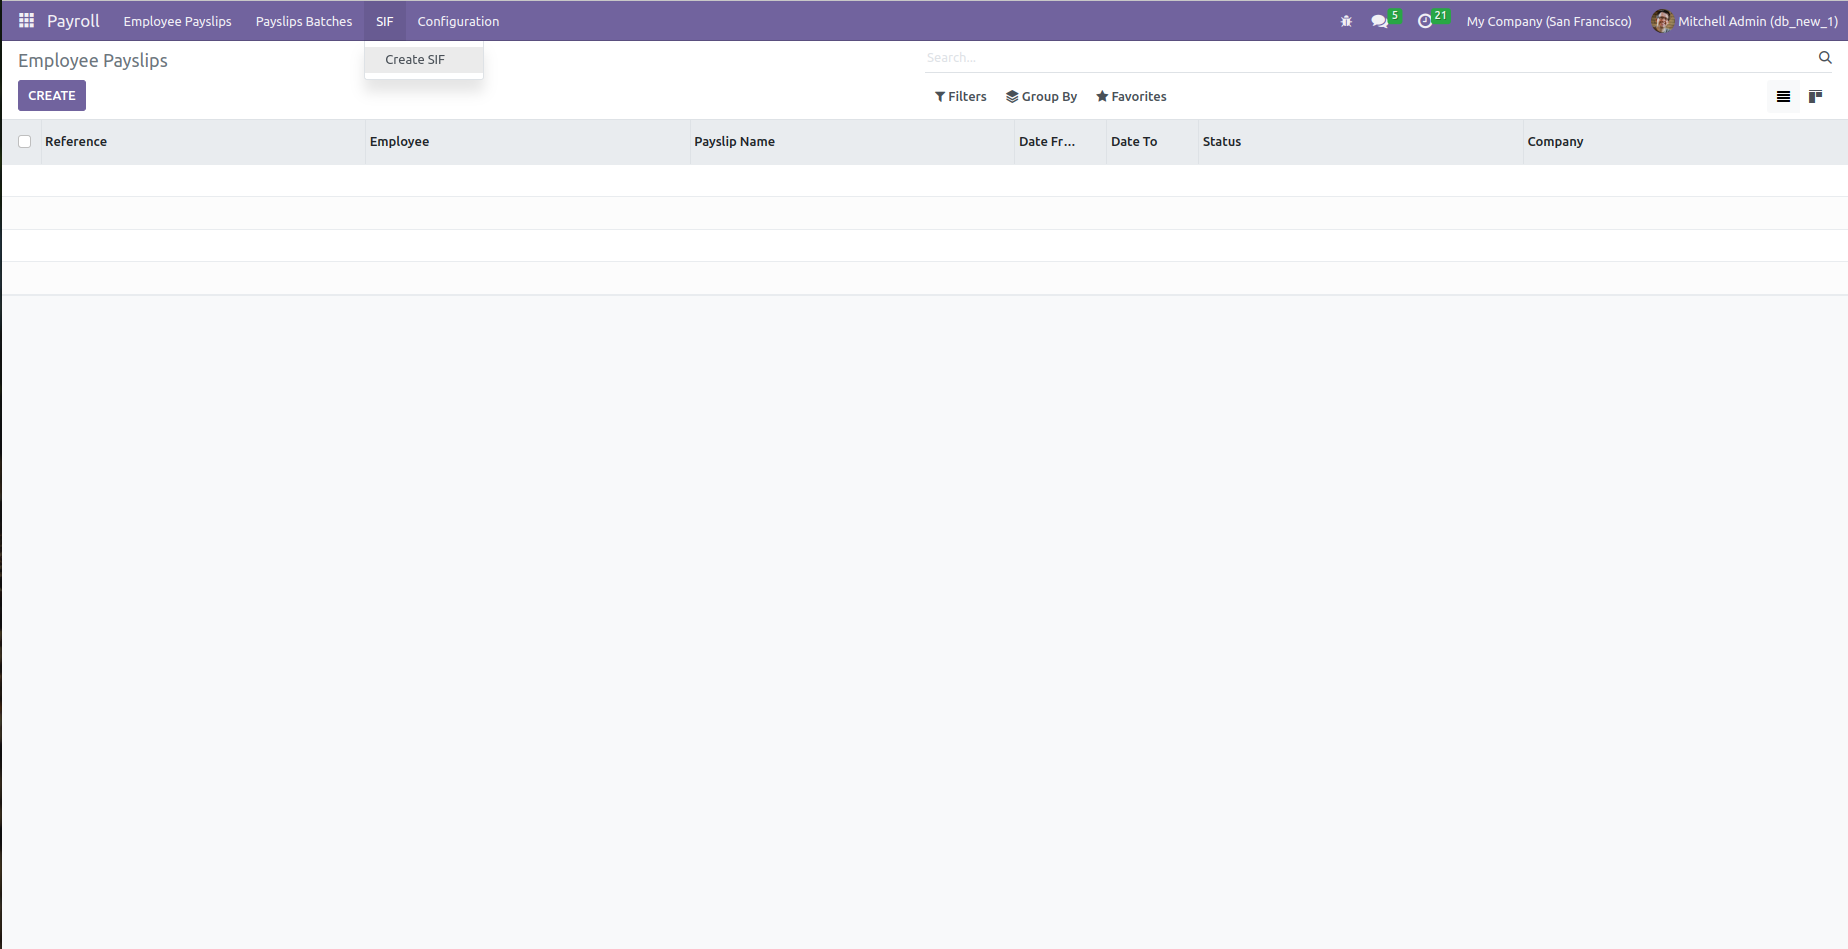 Payroll Employee Payslips Payslips Batches SIF Configuration 5 21 My Company (San Francisco) Mitchell Admin (db_new_1)
Employee Payslips Create SIF Search...
CREATE Filters Group By Favorites
Reference Employee Payslip Name Date Fr... Date To Status Company